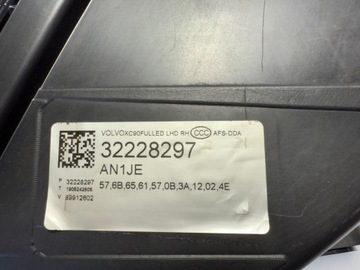 VOLVOXC90FULLED LHD RH CCC AFS-DDA
32228297
AN1JE
P 32228297
T 1905242505
V 89912602
57,6B,65,61,57,0B,3A,12,02,4E